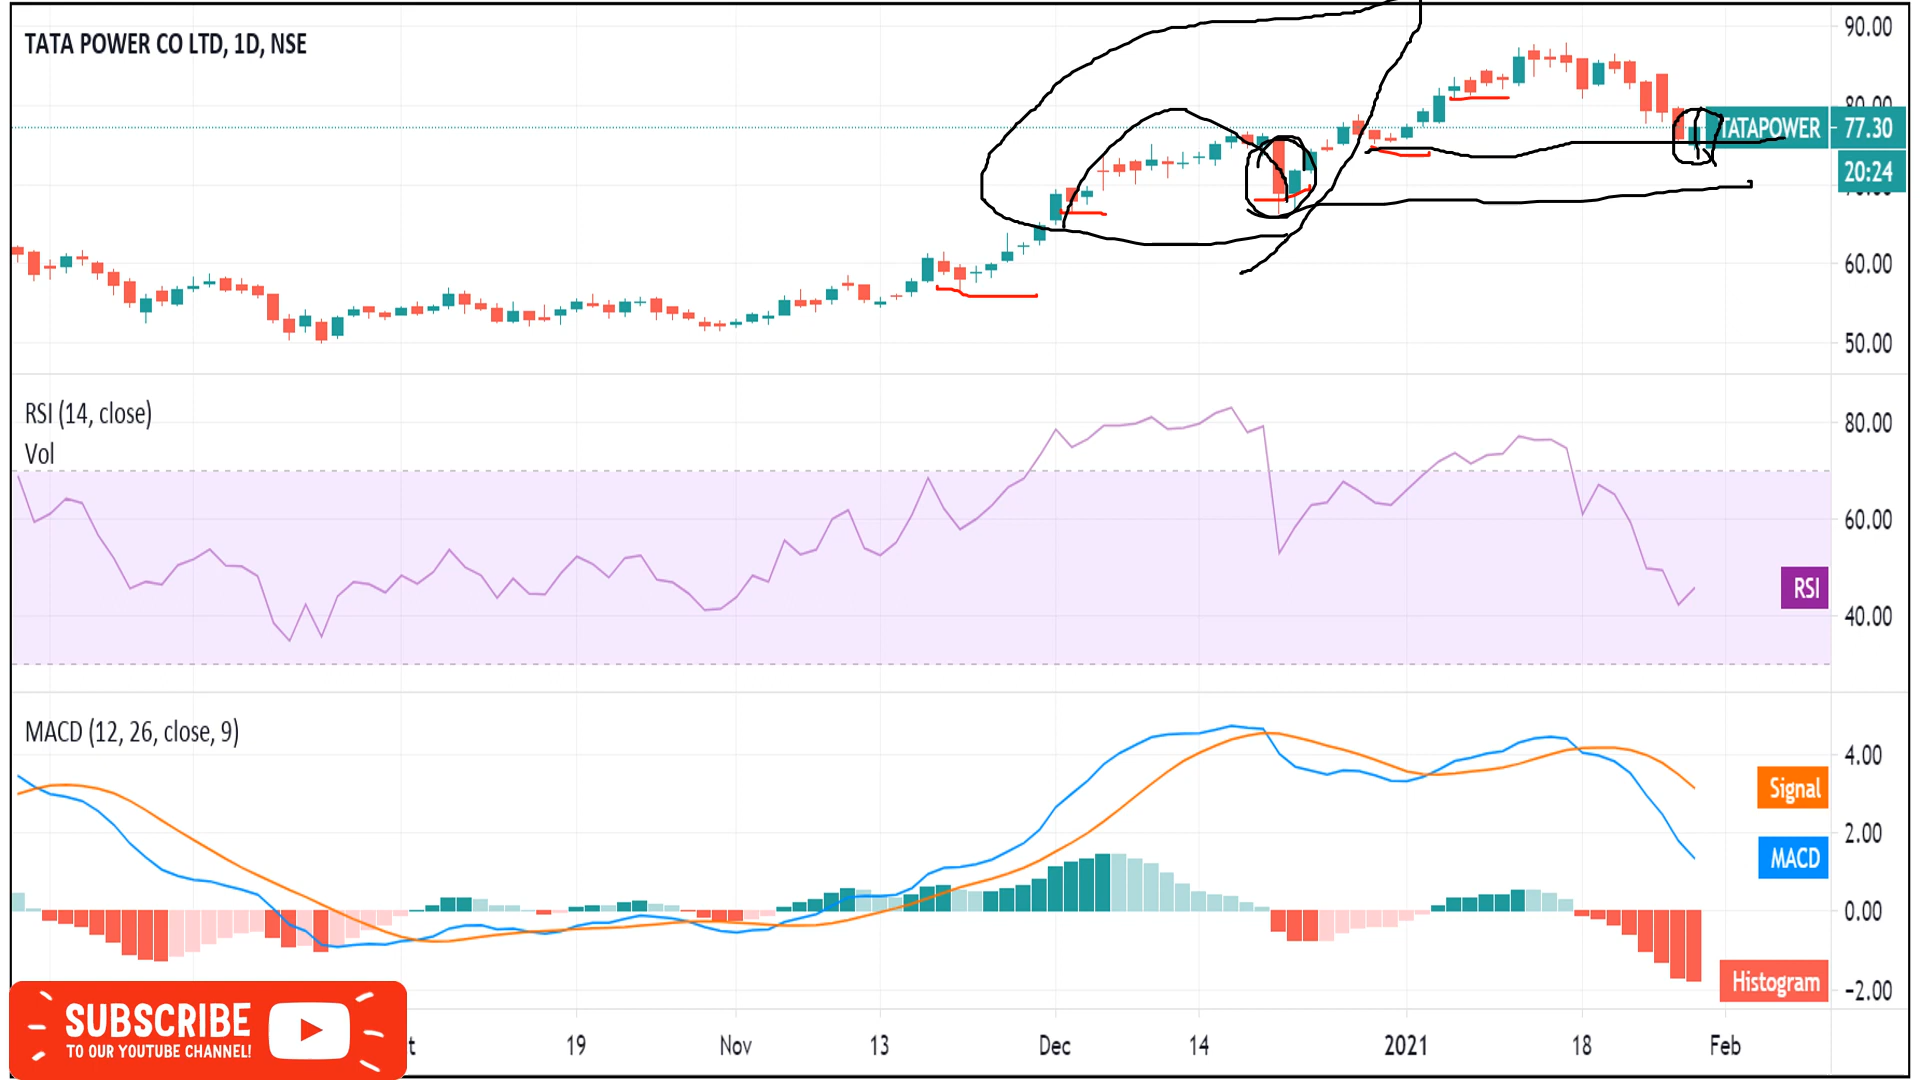 TATA POWER CO LTD, 1D, NSE
90.00
80.00
TATAPOWER
77.30
20:24
60.00
50.00
RSI (14, close)
Vol
80.00
60.00
RSI
40.00
MACD (12, 26, close, 9)
4.00
Signal
2.00
MACD
0.00
Histogram
-2.00
SUBSCRIBE
TO OUR YOUTUBE CHANNEL!
19
Nov
13
Dec
14
2021
18
Feb